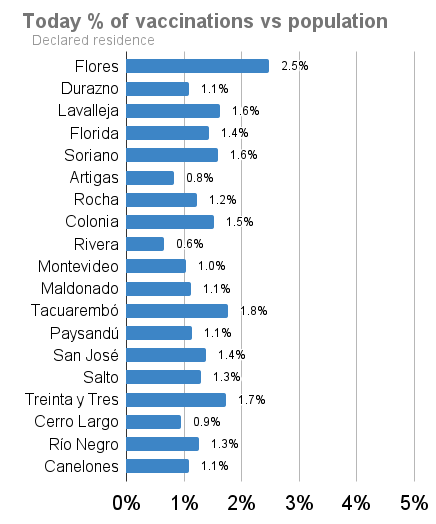 Today % of vaccinations vs population
Declared residence
Flores 2.5%
Durazno 1.1%
Lavalleja 1.6%
Florida 1.4%
Soriano 1.6%
Artigas 0.8%
Rocha 1.2%
Colonia 1.5%
Rivera 0.6%
Montevideo 1.0%
Maldonado 1.1%
Tacuarembó 1.8%
Paysandú 1.1%
San José 1.4%
Salto 1.3%
Treinta y Tres 1.7%
Cerro Largo 0.9%
Río Negro 1.3%
Canelones 1.1%
0% 1% 2% 3% 4% 5%